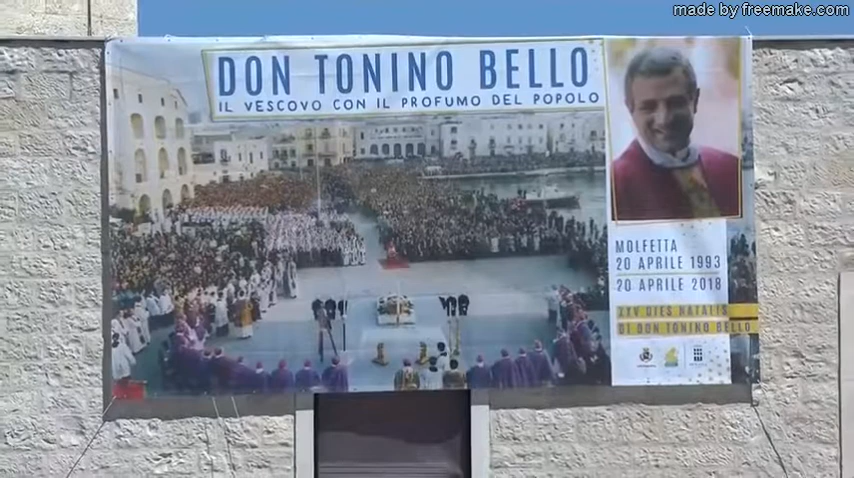 made by freemake.com
DON TONINO BELLO
IL VESCOVO CON IL PROFUMO DEL POPOLO
MOLFETTA
20 APRILE 1993
20 APRILE 2018
XXV DIES NATALIS
DI DON TONINO BELLO